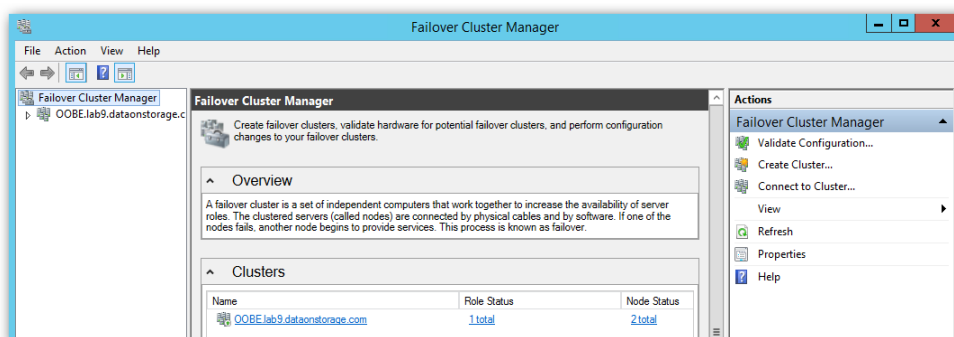 Failover Cluster Manager
File Action View Help
Failover Cluster Manager
OOBE.lab9.dataonstorage.c
Failover Cluster Manager
Create failover clusters, validate hardware for potential failover clusters, and perform configuration
changes to your failover clusters.
Overview
A failover cluster is a set of independent computers that work together to increase the availability of server
roles. The clustered servers (called nodes) are connected by physical cables and by software. If one of the
nodes fails, another node begins to provide services. This process is known as failover.
Clusters
Name Role Status Node Status
OOBE.lab9.dataonstorage.com 1 total 2 total
Actions
Failover Cluster Manager
Validate Configuration...
Create Cluster...
Connect to Cluster...
View
Refresh
Properties
Help